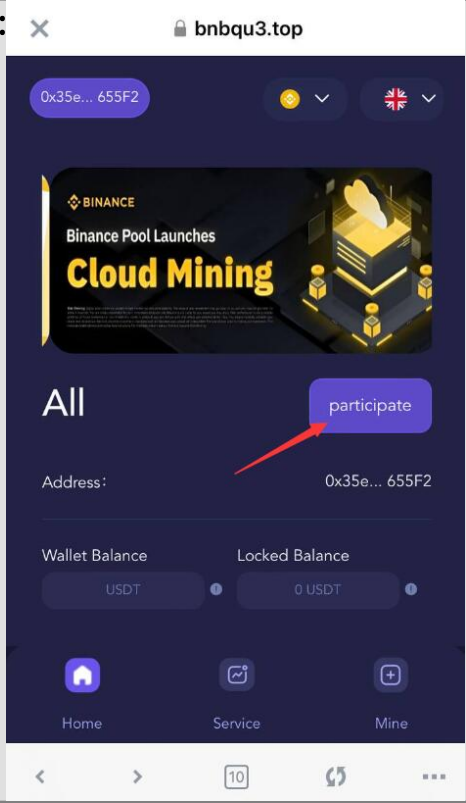 bnbqu3.top
0x35e... 655F2
BINANCE
Binance Pool Launches
Cloud Mining
All
participate
Address:
0x35e... 655F2
Wallet Balance
Locked Balance
USDT
0 USDT
Home
Service
Mine
10